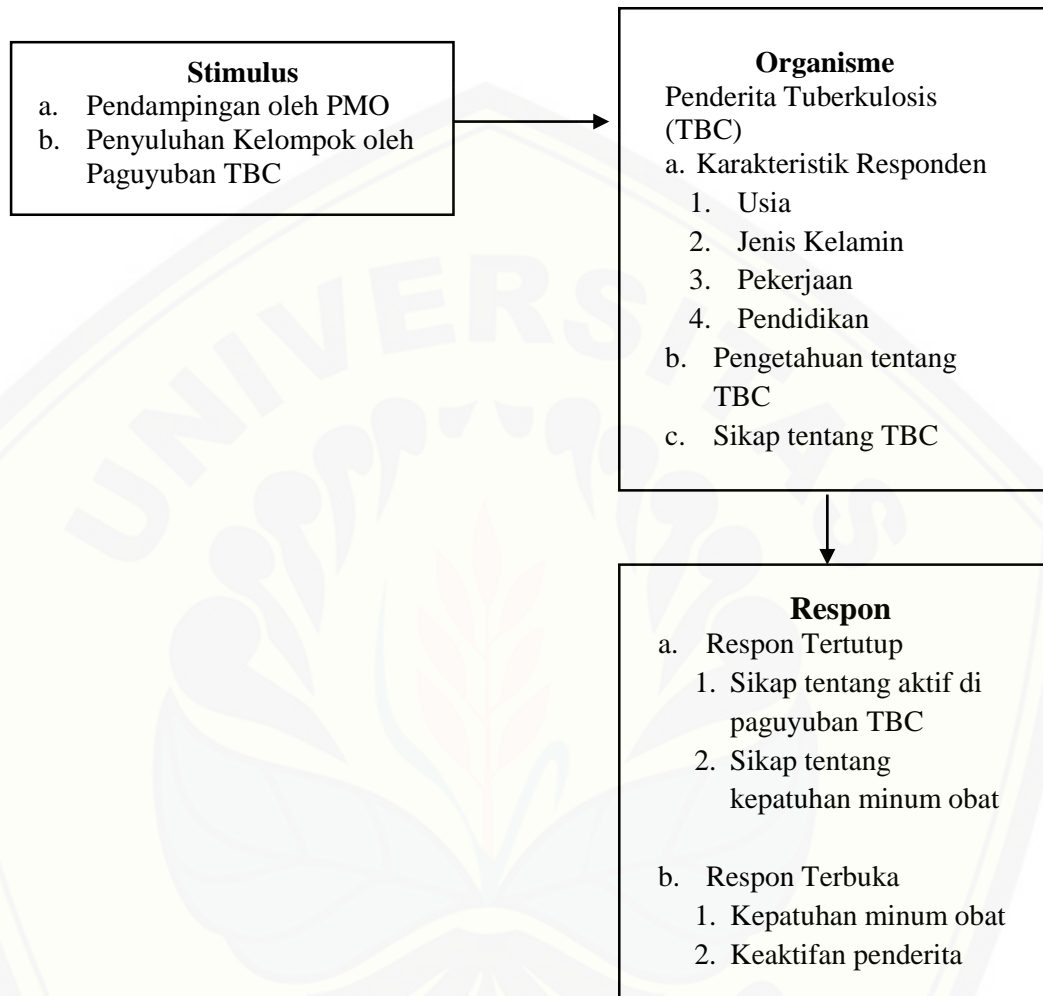 Stimulus
a. Pendampingan oleh PMO
b. Penyuluhan Kelompok oleh
Paguyuban TBC
Organisme
Penderita Tuberkulosis
(TBC)
a. Karakteristik Responden
1. Usia
2. Jenis Kelamin
3. Pekerjaan
4. Pendidikan
b. Pengetahuan tentang
TBC
c. Sikap tentang TBC
Respon
a. Respon Tertutup
1. Sikap tentang aktif di
paguyuban TBC
2. Sikap tentang
kepatuhan minum obat
b. Respon Terbuka
1. Kepatuhan minum obat
2. Keaktifan penderita
UNIVERSITAS